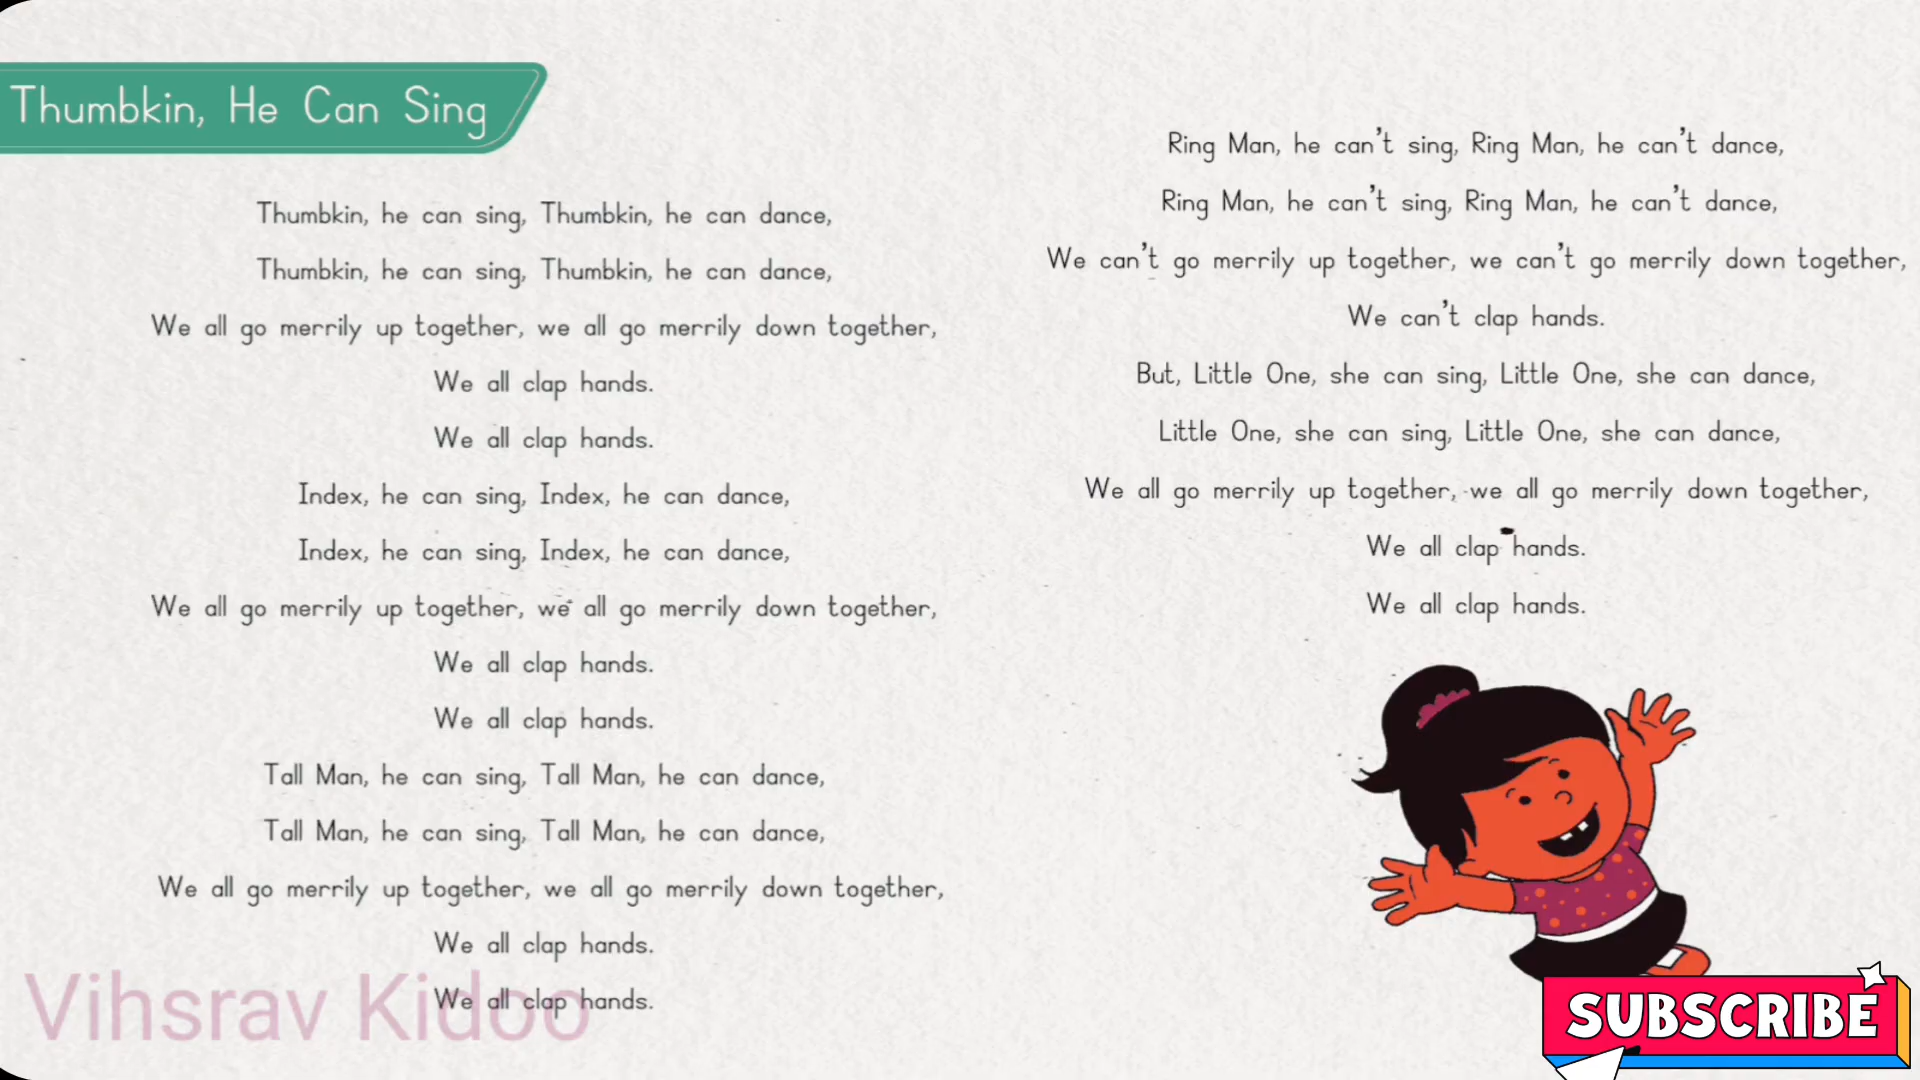 Thumbkin, He Can Sing
Thumbkin, he can sing, Thumbkin, he can dance,
Thumbkin, he can sing, Thumbkin, he can dance,
We all go merrily up together, we all go merrily down together,
We all clap hands.
We all clap hands.
Index, he can sing, Index, he can dance,
Index, he can sing, Index, he can dance,
We all go merrily up together, we all go merrily down together,
We all clap hands.
We all clap hands.
Tall Man, he can sing, Tall Man, he can dance,
Tall Man, he can sing, Tall Man, he can dance,
We all go merrily up together, we all go merrily down together,
We all clap hands.
We all clap hands.
Vihsrav Kidoo
Ring Man, he can't sing, Ring Man, he can't dance,
Ring Man, he can't sing, Ring Man, he can't dance,
We can't go merrily up together, we can't go merrily down together,
We can't clap hands.
But, Little One, she can sing, Little One, she can dance,
Little One, she can sing, Little One, she can dance,
We all go merrily up together, we all go merrily down together,
We all clap hands.
We all clap hands.
SUBSCRIBE